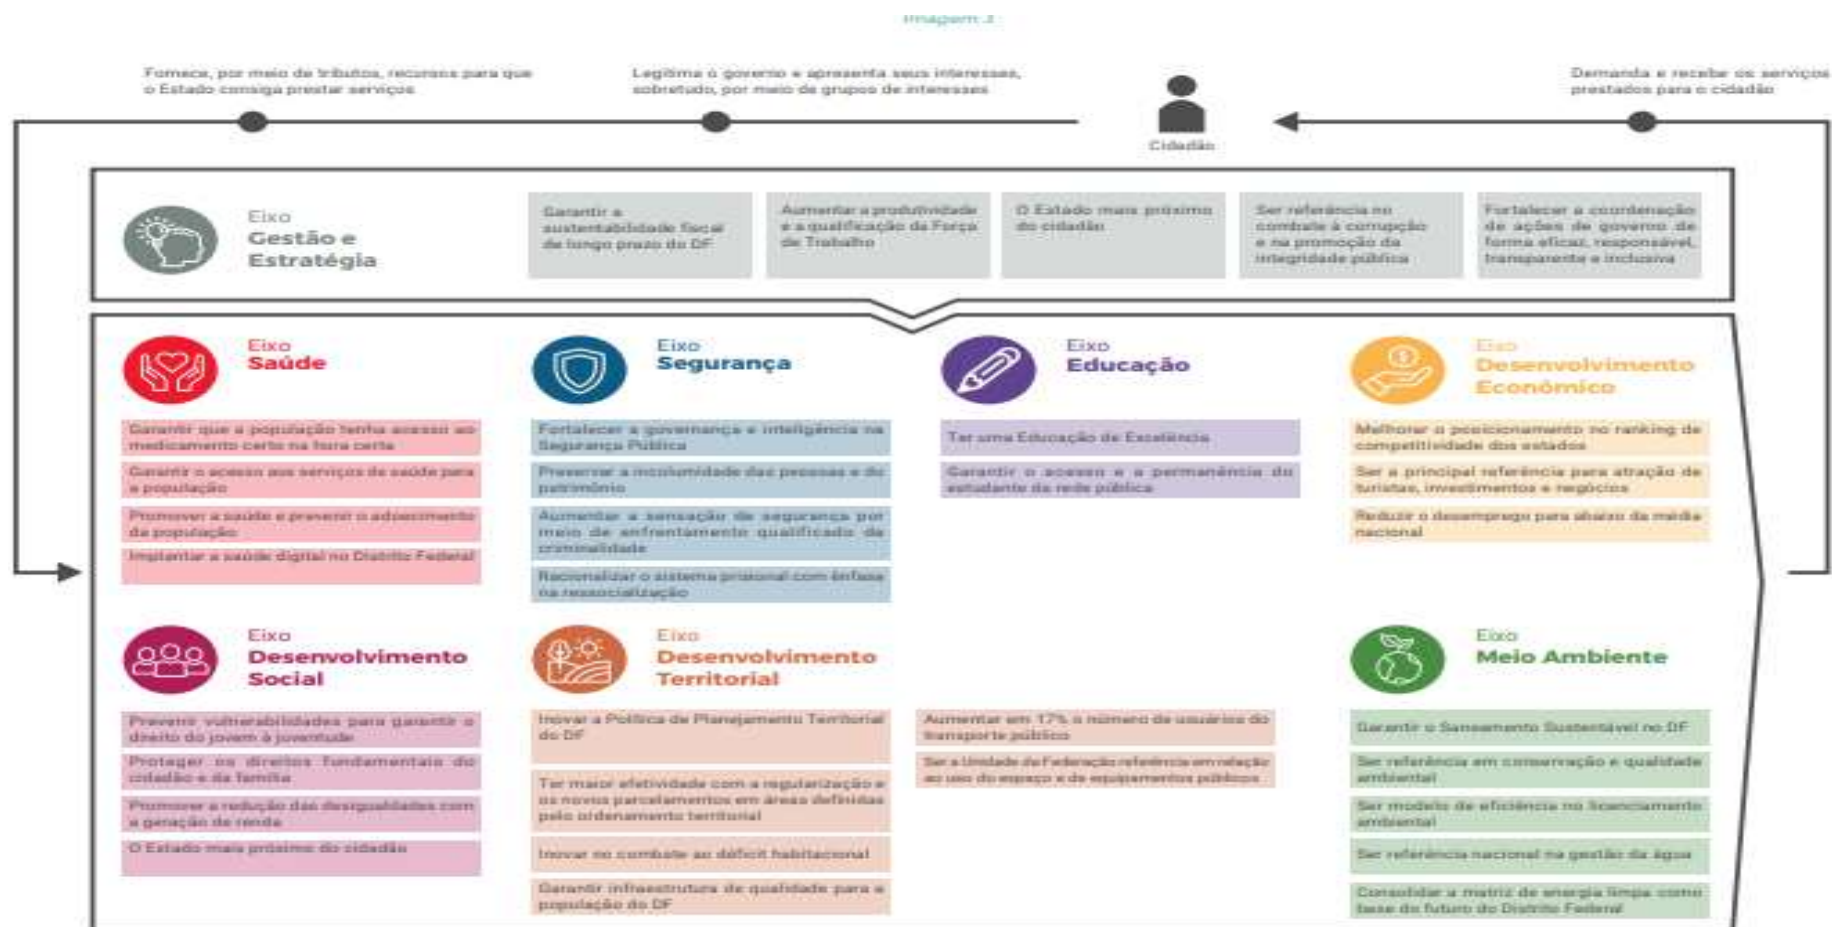 Imagem 3
Fornece, por meio de tributos, recursos para que
o Estado consiga prestar serviços
Legitima o governo e apresenta seus interesses,
sobretudo, por meio de grupos de interesses
Demanda e recebe os serviços
prestados para o cidadão
Cidadão
Eixo
Gestão e
Estratégia
Garantir a
sustentabilidade fiscal
de longo prazo do DF
Aumentar a produtividade
e a qualificação da Força
de Trabalho
O Estado mais próximo
do cidadão
Ser referência no
combate à corrupção
e na promoção da
integridade pública
Fortalecer a coordenação
de ações de governo de
forma eficaz, responsável,
transparente e inclusiva
Eixo
Saúde
Garantir que a população tenha acesso ao
medicamento certo na hora certa
Garantir o acesso aos serviços de saúde para
a população
Promover a saúde e prevenir o adoecimento
da população
Implantar a saúde digital no Distrito Federal
Eixo
Segurança
Fortalecer a governança e inteligência na
Segurança Pública
Preservar a incolumidade das pessoas e do
patrimônio
Aumentar a sensação de segurança por
meio de enfrentamento qualificado da
criminalidade
Racionalizar o sistema prisional com ênfase
na ressocialização
Eixo
Educação
Ter uma Educação de Excelência
Garantir o acesso e a permanência do
estudante da rede pública
Eixo
Desenvolvimento
Econômico
Melhorar o posicionamento no ranking de
competitividade dos estados
Ser a principal referência para atração de
turistas, investimentos e negócios
Reduzir o desemprego para abaixo da média
nacional
Eixo
Desenvolvimento
Social
Prevenir vulnerabilidades para garantir o
direito do jovem à juventude
Proteger os direitos fundamentais do
cidadão e da família
Promover a redução das desigualdades com
a geração de renda
O Estado mais próximo do cidadão
Eixo
Desenvolvimento
Territorial
Inovar a Política de Planejamento Territorial
do DF
Ter maior efetividade com a regularização e
os novos parcelamentos em áreas definidas
pelo ordenamento territorial
Inovar no combate ao déficit habitacional
Garantir infraestrutura de qualidade para a
população do DF
Aumentar em 17% o número de usuários do
transporte público
Ser a Unidade da Federação referência em relação
ao uso do espaço e de equipamentos públicos
Eixo
Meio Ambiente
Garantir o Saneamento Sustentável no DF
Ser referência em conservação e qualidade
ambiental
Ser modelo de eficiência no licenciamento
ambiental
Ser referência nacional na gestão da água
Consolidar a matriz de energia limpa como
base do futuro do Distrito Federal